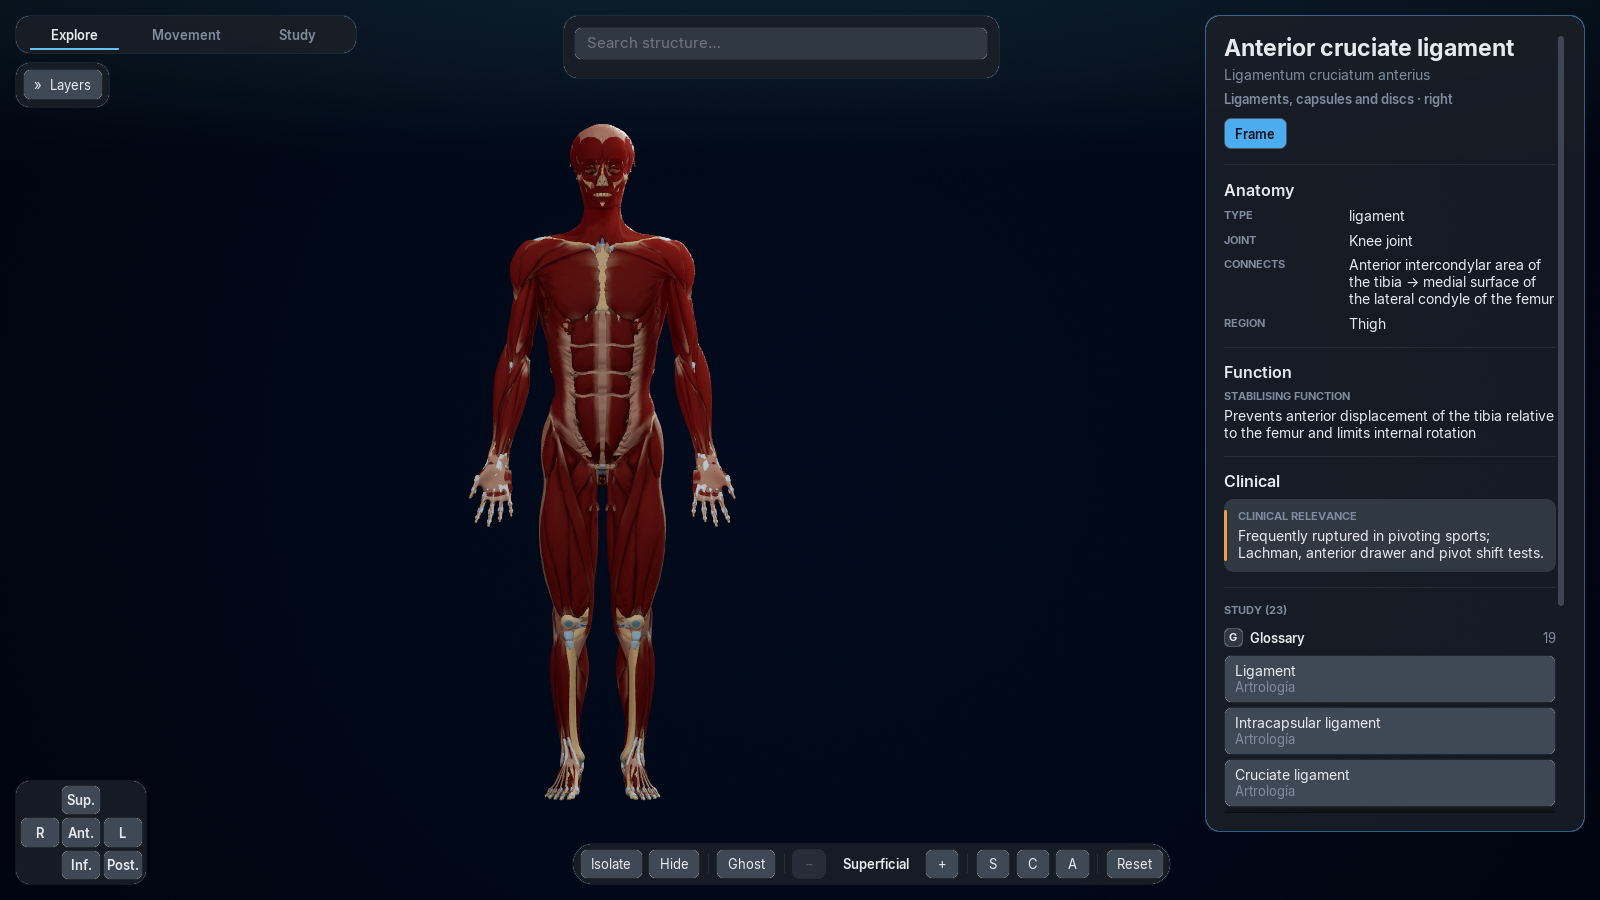 Explore Movement Study
» Layers
Search structure...
Anterior cruciate ligament
Ligamentum cruciatum anterius
Ligaments, capsules and discs · right
Frame
Anatomy
TYPE ligament
JOINT Knee joint
CONNECTS Anterior intercondylar area of
the tibia → medial surface of
the lateral condyle of the femur
REGION Thigh
Function
STABILISING FUNCTION
Prevents anterior displacement of the tibia relative
to the femur and limits internal rotation
Clinical
CLINICAL RELEVANCE
Frequently ruptured in pivoting sports;
Lachman, anterior drawer and pivot shift tests.
STUDY (23)
G Glossary 19
Ligament
Artrología
Intracapsular ligament
Artrología
Cruciate ligament
Artrología
Sup.
R Ant. L
Inf. Post.
Isolate Hide Ghost − Superficial + S C A Reset